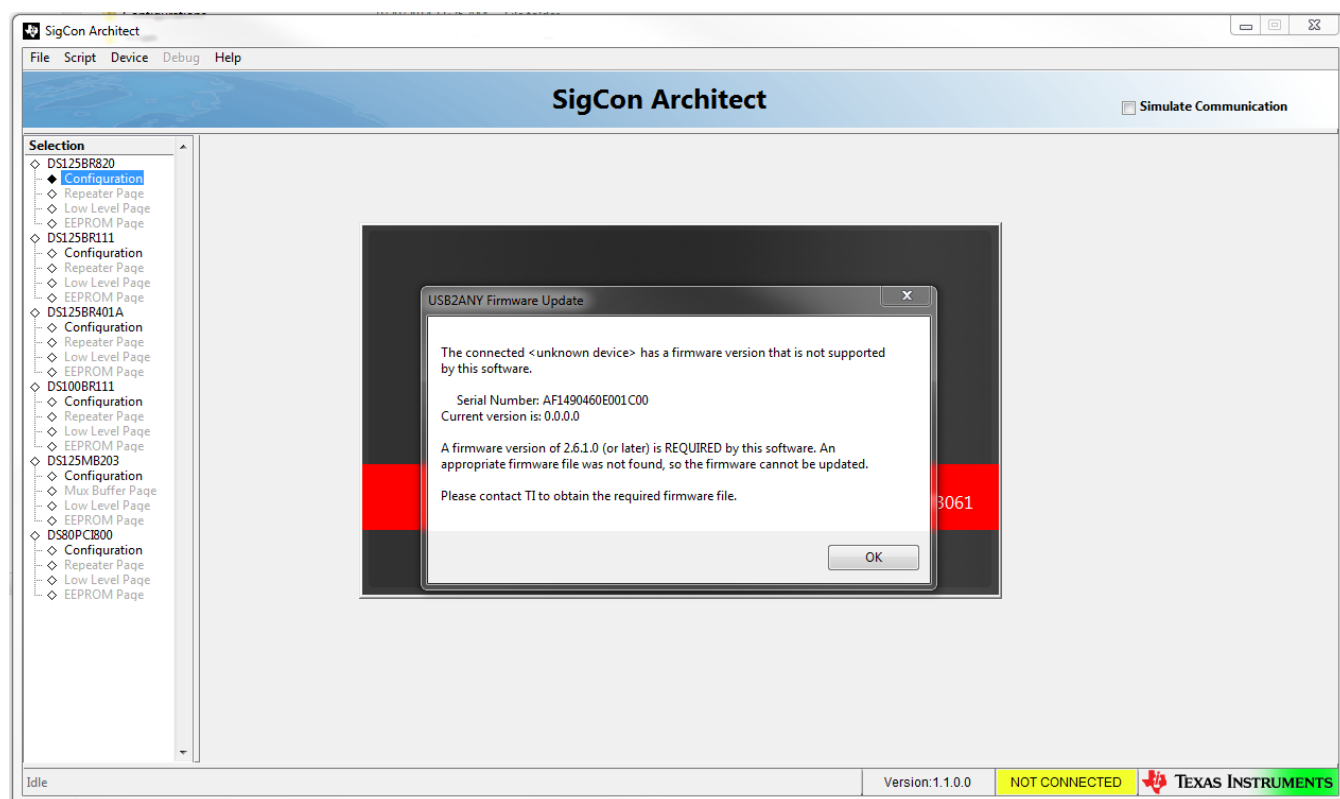 SigCon Architect
File Script Device Debug Help
SigCon Architect
Simulate Communication
Selection
DS125BR820
Configuration
Repeater Page
Low Level Page
EEPROM Page
DS125BR111
Configuration
Repeater Page
Low Level Page
EEPROM Page
DS125BR401A
Configuration
Repeater Page
Low Level Page
EEPROM Page
DS100BR111
Configuration
Repeater Page
Low Level Page
EEPROM Page
DS125MB203
Configuration
Mux Buffer Page
Low Level Page
EEPROM Page
DS80PCI800
Configuration
Repeater Page
Low Level Page
EEPROM Page
USB2ANY Firmware Update
The connected <unknown device> has a firmware version that is not supported
by this software.
Serial Number: AF1490460E001C00
Current version is: 0.0.0.0
A firmware version of 2.6.1.0 (or later) is REQUIRED by this software. An
appropriate firmware file was not found, so the firmware cannot be updated.
Please contact TI to obtain the required firmware file.
3061
OK
Idle
Version:1.1.0.0
NOT CONNECTED
TEXAS INSTRUMENTS